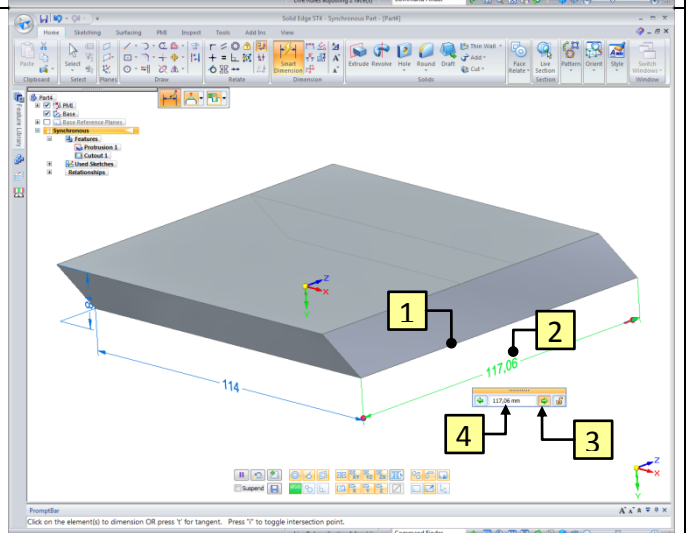 Solid Edge ST4 - Synchronous Part - [Part4]
Home Sketching Surfacing PMI Inspect Tools Add Ins View
Paste Select Planes Smart Dimension Extrude Revolve Hole Round Draft Thin Wall Add Cut Face Relate Live Section Pattern Orient Style Switch Windows
Clipboard Select Planes Draw Relate Dimension Solids Section Window
Feature Library
Part4
PMI
Base
Base Reference Planes
Synchronous
Features
Protrusion 1
Cutout 1
Used Sketches
Relationships
Z
X
Y
1
2
117,06
114
117,06 mm
4
3
Suspend
Z
X
Y
PromptBar
Click on the element(s) to dimension OR press 't' for tangent. Press "i" to toggle intersection point.
Command Finder